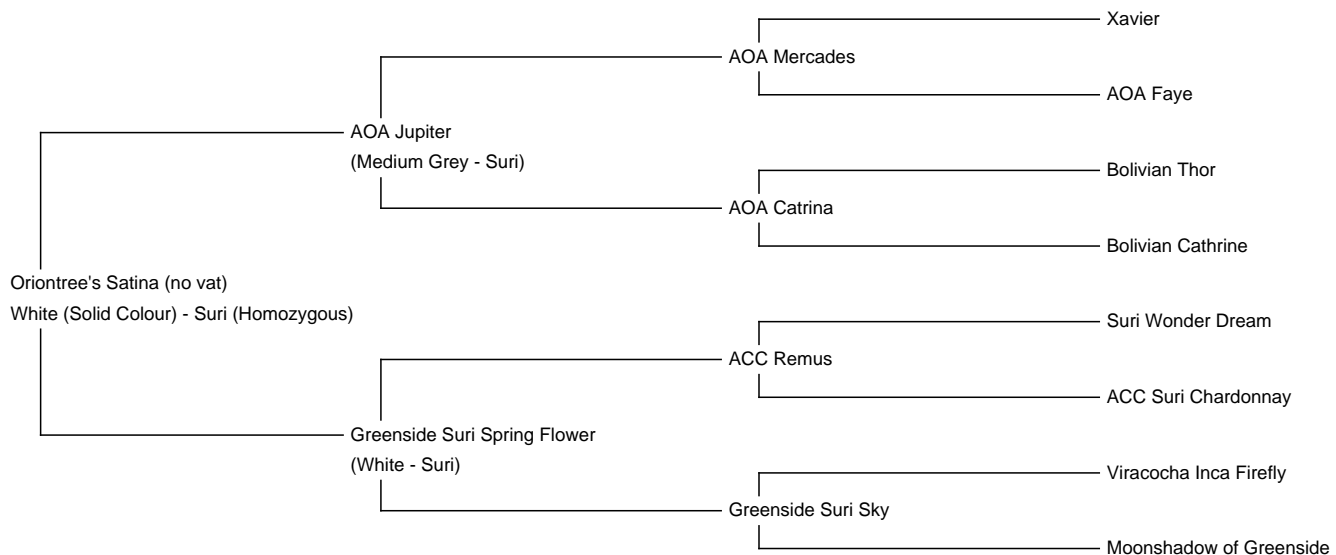 Xavier
AOA Mercades
AOA Faye
AOA Jupiter
(Medium Grey - Suri)
Bolivian Thor
AOA Catrina
Bolivian Cathrine
Oriontree's Satina (no vat)
White (Solid Colour) - Suri (Homozygous)
Suri Wonder Dream
ACC Remus
ACC Suri Chardonnay
Greenside Suri Spring Flower
(White - Suri)
Viracocha Inca Firefly
Greenside Suri Sky
Moonshadow of Greenside